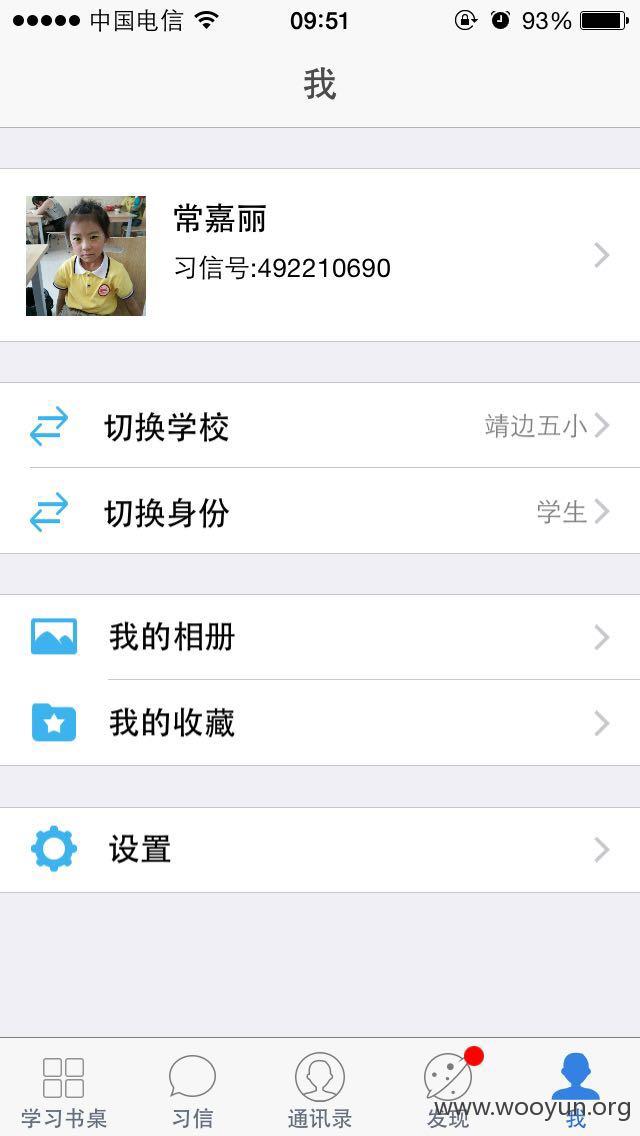 中国电信 09:51 93%
我
常嘉丽
习信号:492210690
切换学校 靖边五小
切换身份 学生
我的相册
我的收藏
设置
学习书桌 习信 通讯录 发现 我
www.wooyun.org